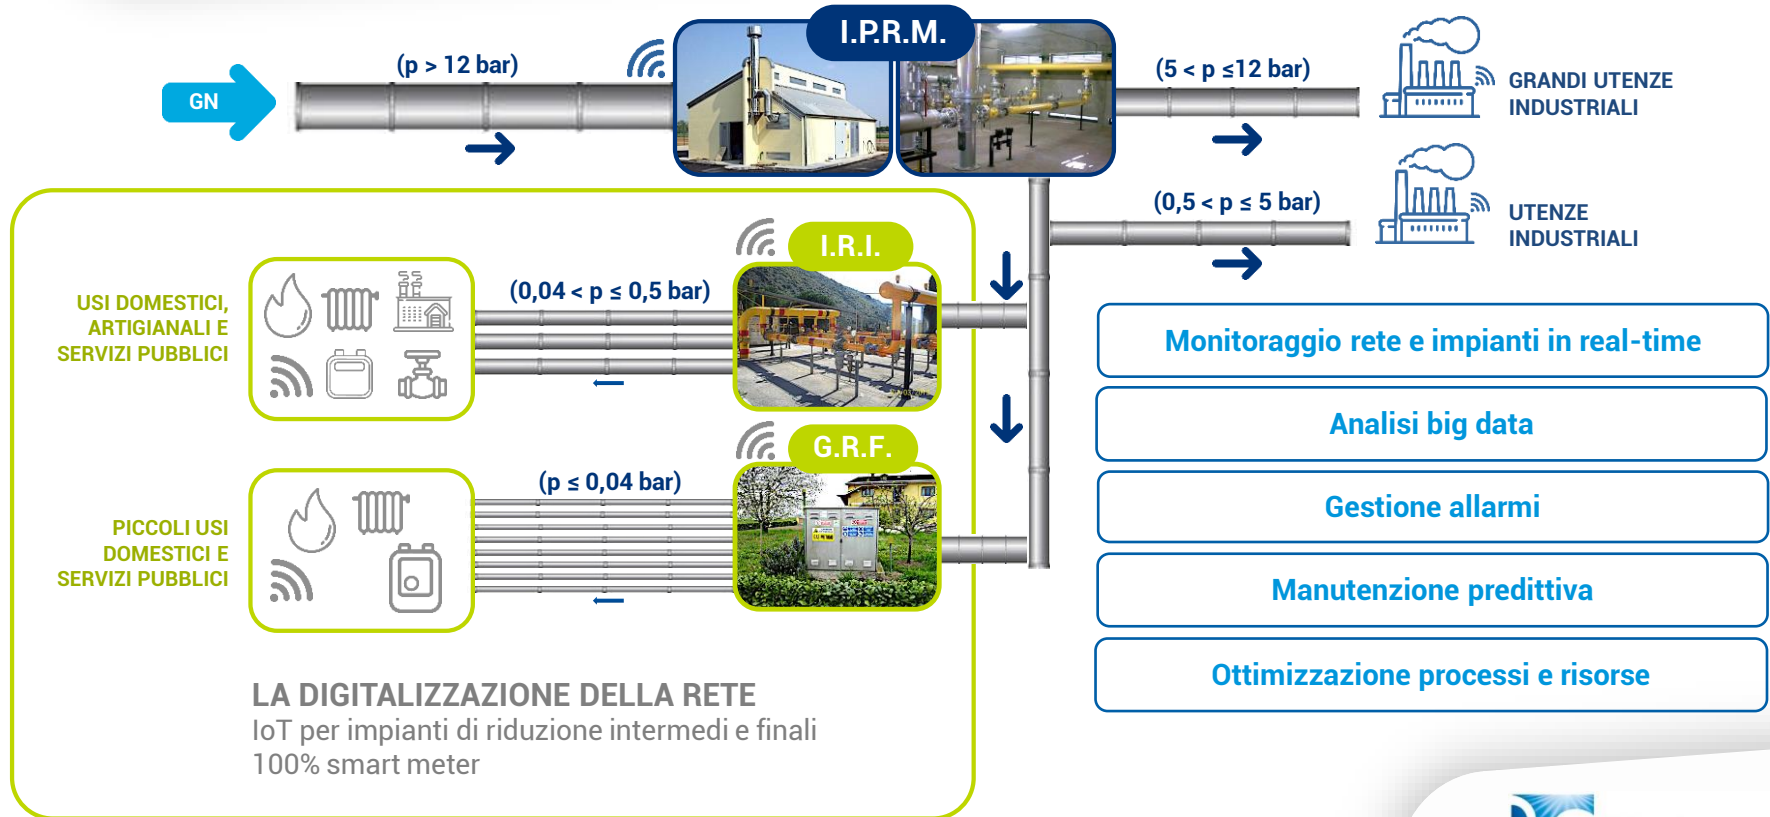 I.P.R.M.
(p > 12 bar)
(5 < p ≤12 bar)
GN
GRANDI UTENZE
INDUSTRIALI
(0,5 < p ≤ 5 bar)
UTENZE
INDUSTRIALI
I.R.I.
(0,04 < p ≤ 0,5 bar)
USI DOMESTICI,
ARTIGIANALI E
SERVIZI PUBBLICI
G.R.F.
(p ≤ 0,04 bar)
PICCOLI USI
DOMESTICI E
SERVIZI PUBBLICI
LA DIGITALIZZAZIONE DELLA RETE
IoT per impianti di riduzione intermedi e finali
100% smart meter
Monitoraggio rete e impianti in real-time
Analisi big data
Gestione allarmi
Manutenzione predittiva
Ottimizzazione processi e risorse